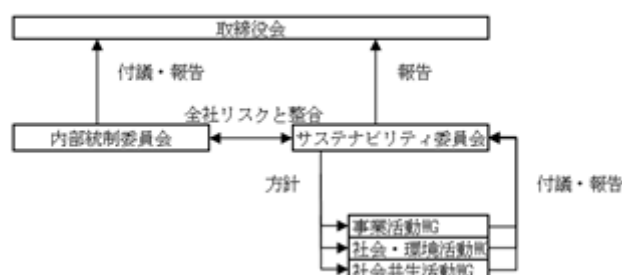 取締役会
付議・報告
報告
全社リスクと整合
内部統制委員会
サステナビリティ委員会
方針
付議・報告
事業活動WG
社会・環境活動WG
社会共生活動WG